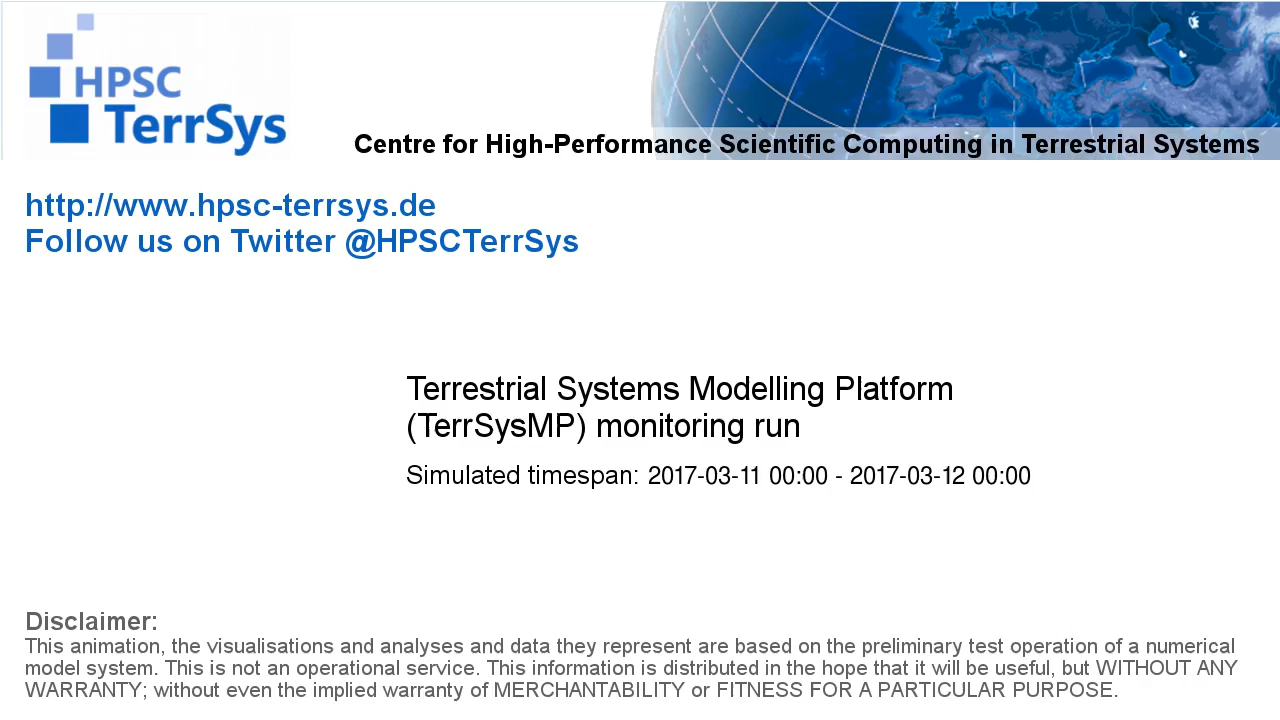 HPSC
TerrSys
Centre for High-Performance Scientific Computing in Terrestrial Systems
http://www.hpsc-terrsys.de
Follow us on Twitter @HPSCTerrSys
Terrestrial Systems Modelling Platform
(TerrSysMP) monitoring run
Simulated timespan: 2017-03-11 00:00 - 2017-03-12 00:00
Disclaimer:
This animation, the visualisations and analyses and data they represent are based on the preliminary test operation of a numerical
model system. This is not an operational service. This information is distributed in the hope that it will be useful, but WITHOUT ANY
WARRANTY; without even the implied warranty of MERCHANTABILITY or FITNESS FOR A PARTICULAR PURPOSE.